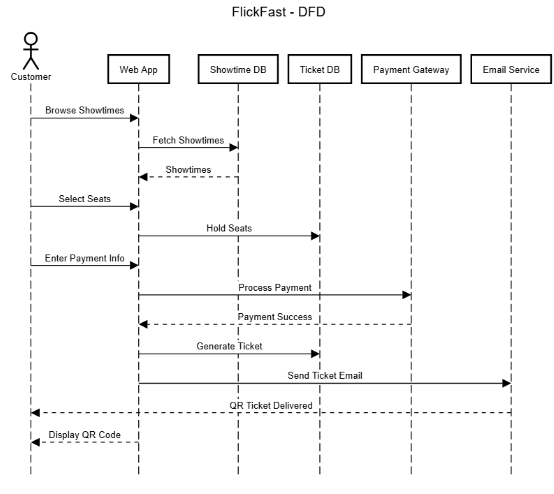 FlickFast - DFD
Customer
Web App
Showtime DB
Ticket DB
Payment Gateway
Email Service
Browse Showtimes
Fetch Showtimes
Showtimes
Select Seats
Hold Seats
Enter Payment Info
Process Payment
Payment Success
Generate Ticket
Send Ticket Email
QR Ticket Delivered
Display QR Code